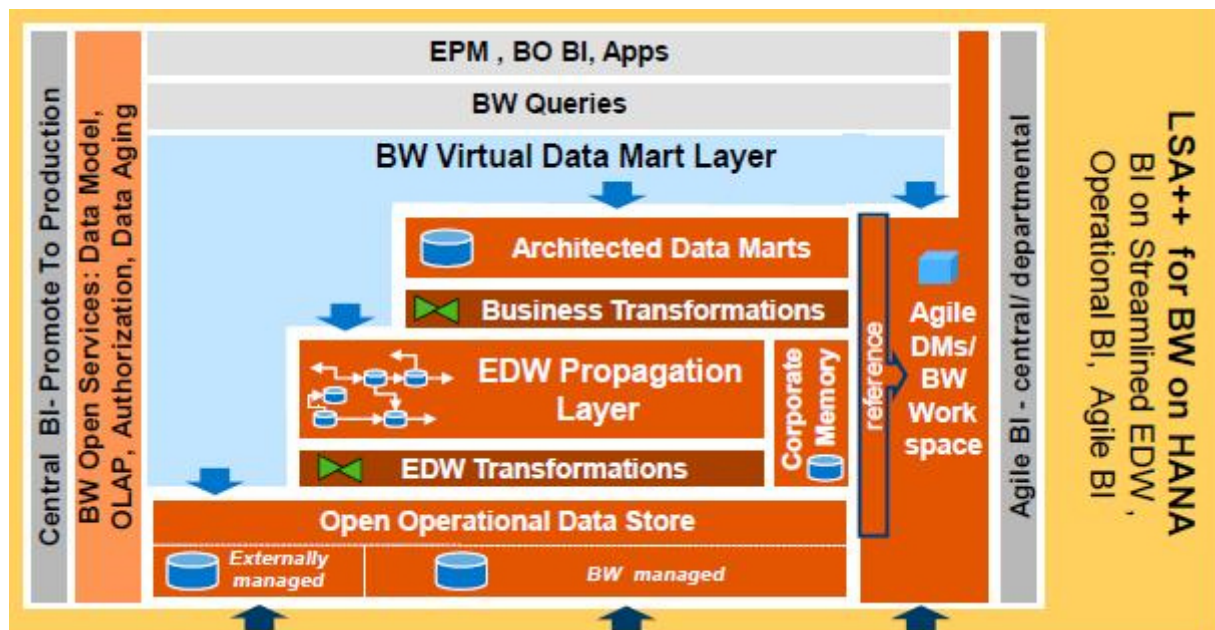 Central BI- Promote To Production
BW Open Services: Data Model,
OLAP, Authorization, Data Aging
EPM , BO BI, Apps
BW Queries
BW Virtual Data Mart Layer
Architected Data Marts
Business Transformations
EDW Propagation
Layer
Corporate
Memory
EDW Transformations
Open Operational Data Store
Externally
managed
BW managed
reference
Agile
DMs/
BW
Work
space
Agile BI - central/ departmental
LSA++ for BW on HANA
BI on Streamlined EDW ,
Operational BI, Agile BI